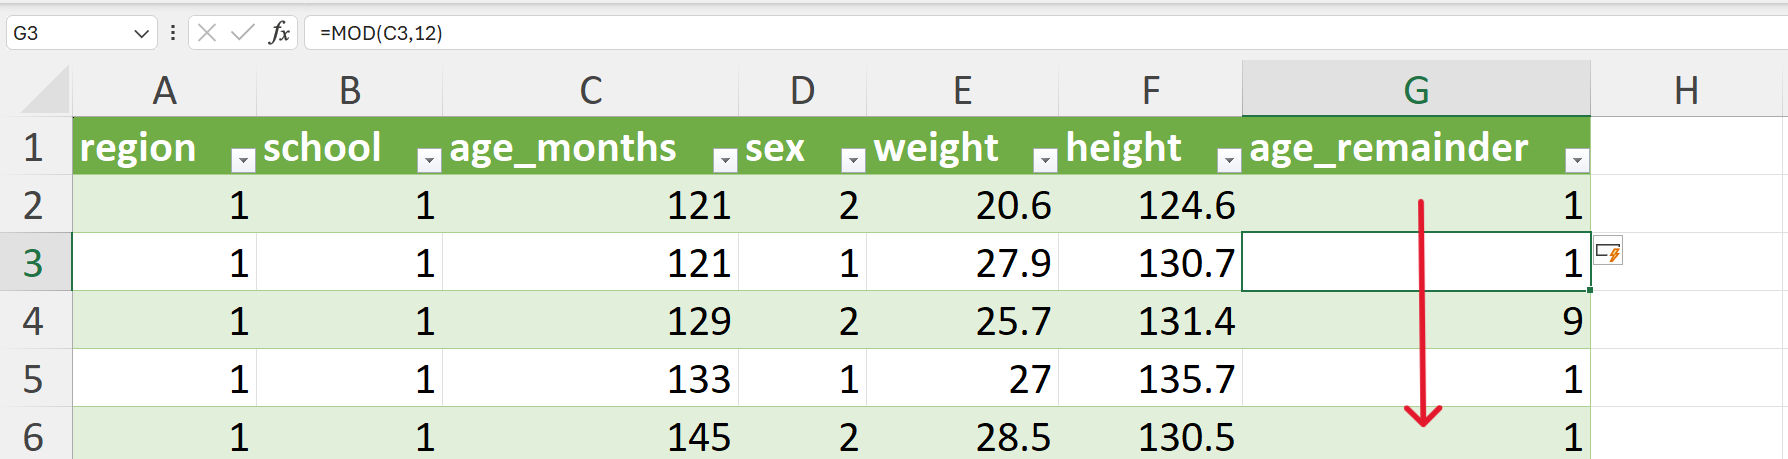 G3 fx =MOD(C3,12)
A B C D E F G H
1 region school age_months sex weight height age_remainder
2 1 1 121 2 20.6 124.6 1
3 1 1 121 1 27.9 130.7 1
4 1 1 129 2 25.7 131.4 9
5 1 1 133 1 27 135.7 1
6 1 1 145 2 28.5 130.5 1